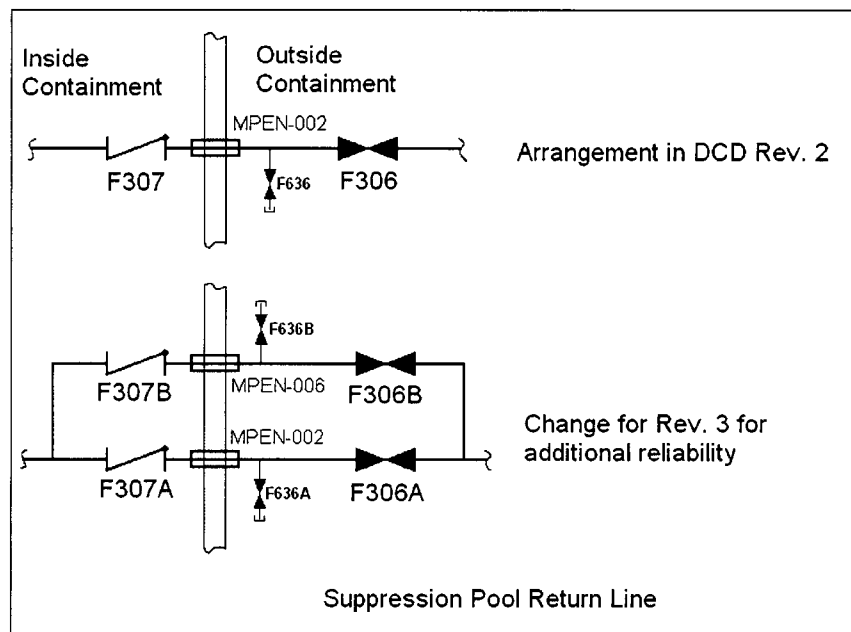 Inside
Containment
Outside
Containment
MPEN-002
F307
F636
F306
Arrangement in DCD Rev. 2
F636B
F307B
MPEN-006
F306B
MPEN-002
Change for Rev. 3 for
additional reliability
F307A
F636A
F306A
Suppression Pool Return Line